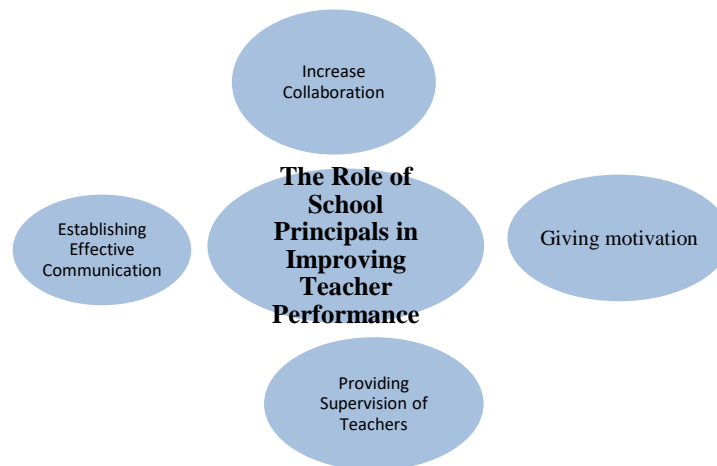 Increase
Collaboration
The Role of
School
Principals in
Improving
Teacher
Performance
Establishing
Effective
Communication
Giving motivation
Providing
Supervision of
Teachers